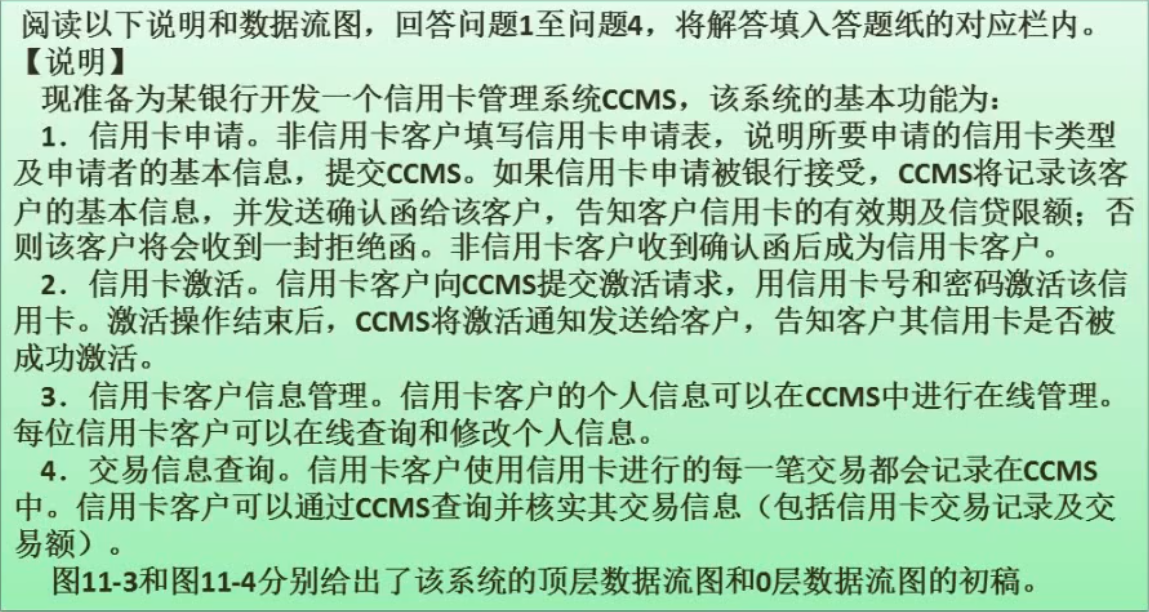 阅读以下说明和数据流图，回答问题1至问题4，将解答填入答题纸的对应栏内。
【说明】
现准备为某银行开发一个信用卡管理系统CCMS，该系统的基本功能为：
1．信用卡申请。非信用卡客户填写信用卡申请表，说明所要申请的信用卡类型
及申请者的基本信息，提交CCMS。如果信用卡申请被银行接受，CCMS将记录该客
户的基本信息，并发送确认函给该客户，告知客户信用卡的有效期及信贷限额；否
则该客户将会收到一封拒绝函。非信用卡客户收到确认函后成为信用卡客户。
2．信用卡激活。信用卡客户向CCMS提交激活请求，用信用卡号和密码激活该信
用卡。激活操作结束后，CCMS将激活通知发送给客户，告知客户其信用卡是否被
成功激活。
3．信用卡客户信息管理。信用卡客户的个人信息可以在CCMS中进行在线管理。
每位信用卡客户可以在线查询和修改个人信息。
4．交易信息查询。信用卡客户使用信用卡进行的每一笔交易都会记录在CCMS
中。信用卡客户可以通过CCMS查询并核实其交易信息（包括信用卡交易记录及交
易额）。
图11-3和图11-4分别给出了该系统的顶层数据流图和0层数据流图的初稿。